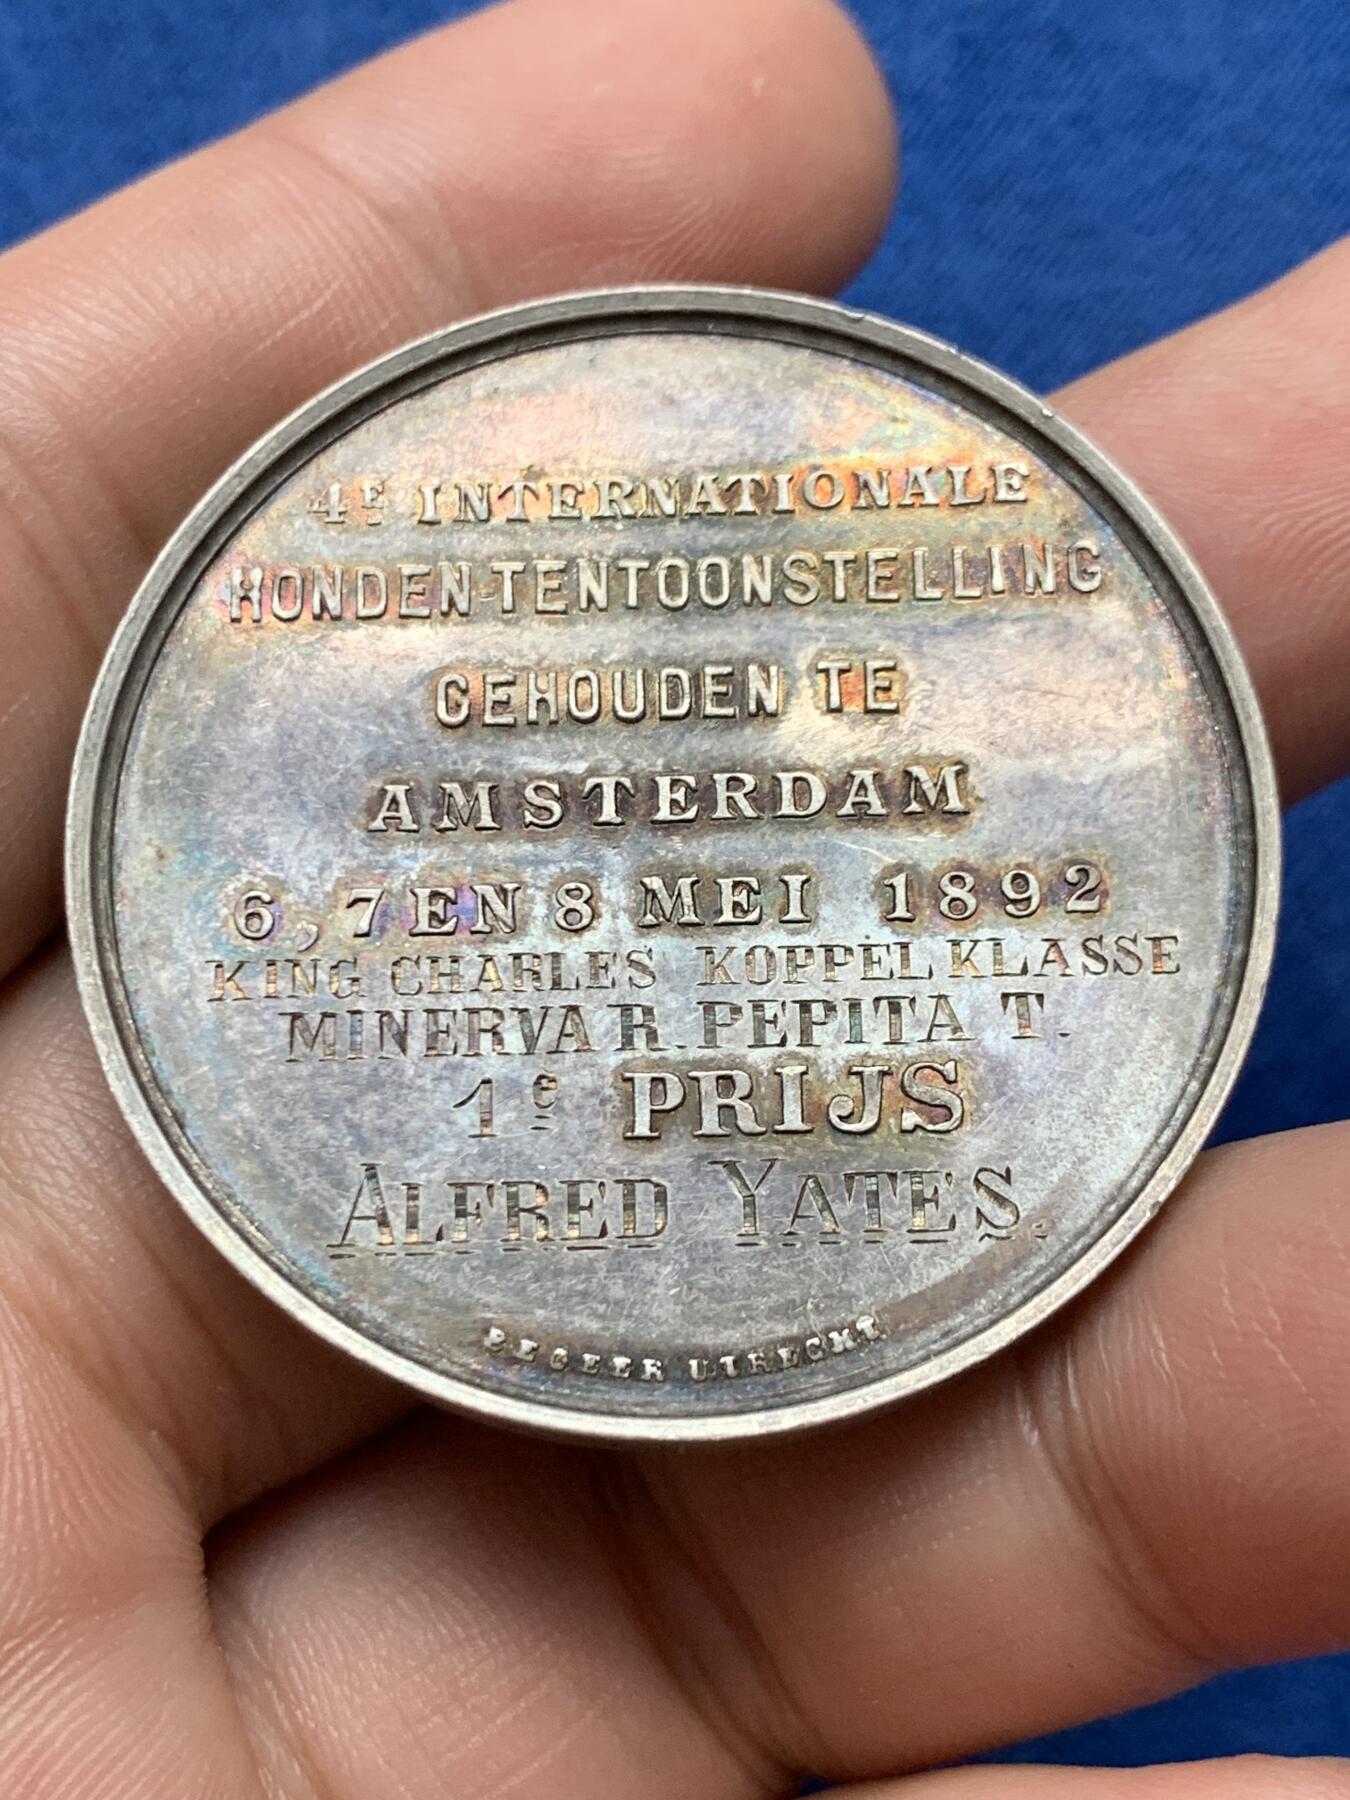 4E INTERNATIONALE
HONDEN-TENTOONSTELLING
GEHOUDEN TE
AMSTERDAM
6, 7 EN 8 MEI 1892
KING CHARLES KOPPEL KLASSE
MINERVA R. PEPITA T.
1e PRIJS
ALFRED YATES.
BEGEER UTRECHT